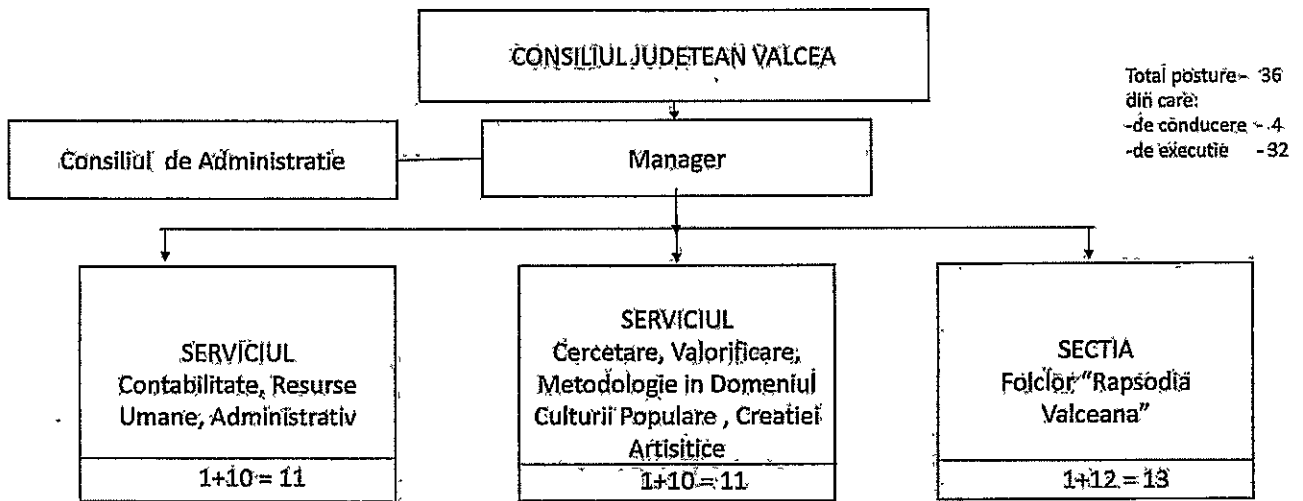 CONSILIUL JUDETEAN VALCEA
Total posture - 36
din care:
-de conducere - 4
-de executie - 32
Consiliul de Administratie
Manager
SERVICIUL
Contabilitate, Resurse
Umane, Administrativ
1+10 = 11
SERVICIUL
Cercetare, Valorificare,
Metodologie in Domeniul
Culturii Populare , Creatiei
Artisitice
1+10 = 11
SECTIA
Folclor "Rapsodia
Valceana"
1+12 = 13